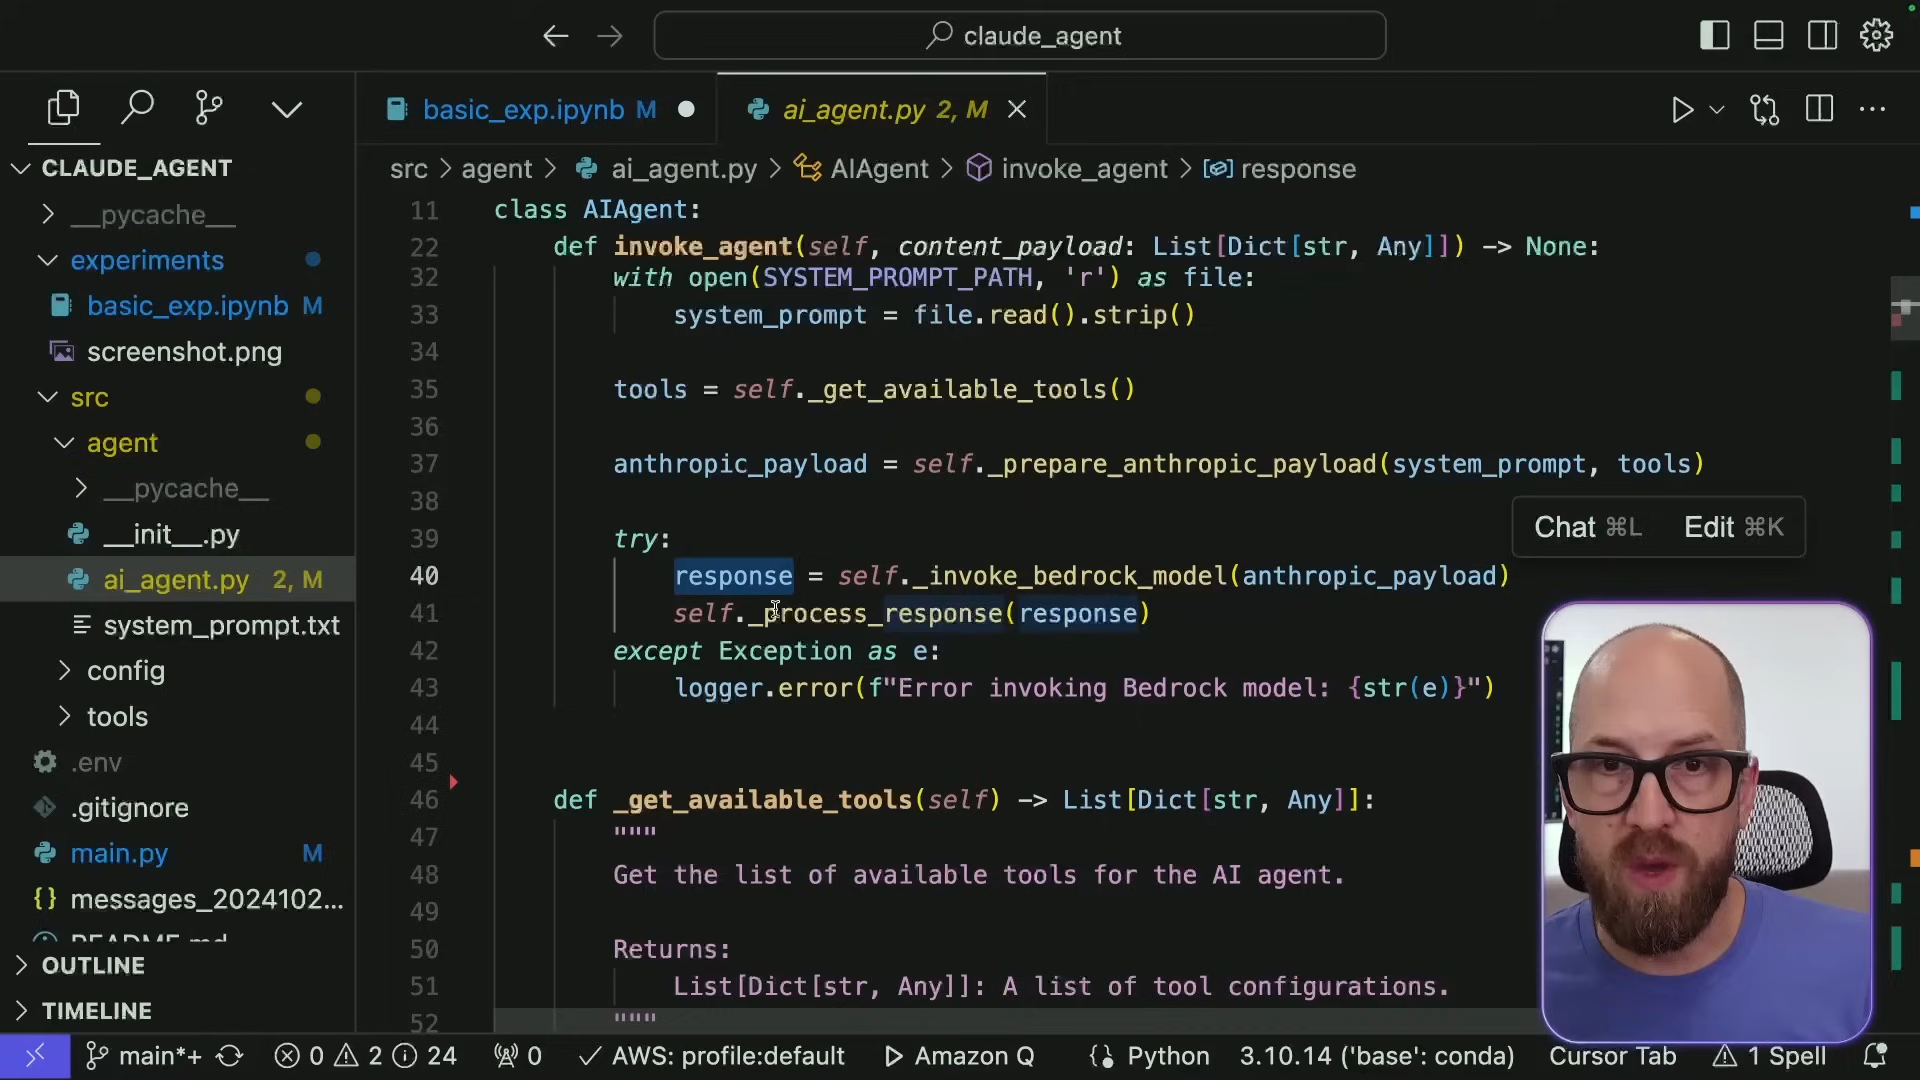 claude_agent
CLAUDE_AGENT
__pycache__
experiments
basic_exp.ipynb M
screenshot.png
src
agent
__pycache__
__init__.py
ai_agent.py 2, M
system_prompt.txt
config
tools
.env
.gitignore
main.py M
messages_2024102...
README.md
OUTLINE
TIMELINE
basic_exp.ipynb M
ai_agent.py 2, M
src > agent > ai_agent.py > AIAgent > invoke_agent > response
11 class AIAgent:
22 def invoke_agent(self, content_payload: List[Dict[str, Any]]) -> None:
32 with open(SYSTEM_PROMPT_PATH, 'r') as file:
33 system_prompt = file.read().strip()
34
35 tools = self._get_available_tools()
36
37 anthropic_payload = self._prepare_anthropic_payload(system_prompt, tools)
38
Chat ⌘L Edit ⌘K
39 try:
40 response = self._invoke_bedrock_model(anthropic_payload)
41 self._process_response(response)
42 except Exception as e:
43 logger.error(f"Error invoking Bedrock model: {str(e)}")
44
45
46 def _get_available_tools(self) -> List[Dict[str, Any]]:
47 """
48 Get the list of available tools for the AI agent.
49
50 Returns:
51 List[Dict[str, Any]]: A list of tool configurations.
52 """
main*+ 0 2 24 0 AWS: profile:default Amazon Q Python 3.10.14 ('base': conda) Cursor Tab 1 Spell